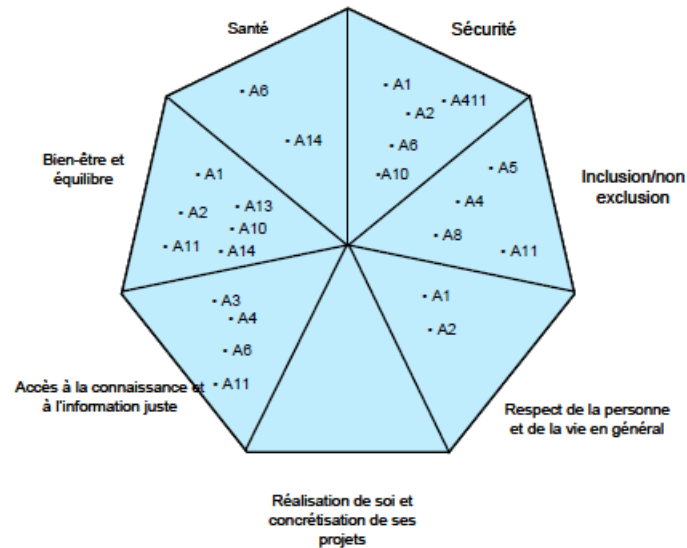 Santé
Sécurité
A6
A14
A1
A411
A2
A6
A10
Bien-être et
équilibre
A1
A2
A13
A10
A11
A14
Inclusion/non
exclusion
A5
A4
A8
A11
Accès à la connaissance et
à l'information juste
A3
A4
A6
A11
A1
A2
Respect de la personne
et de la vie en général
Réalisation de soi et
concrétisation de ses
projets